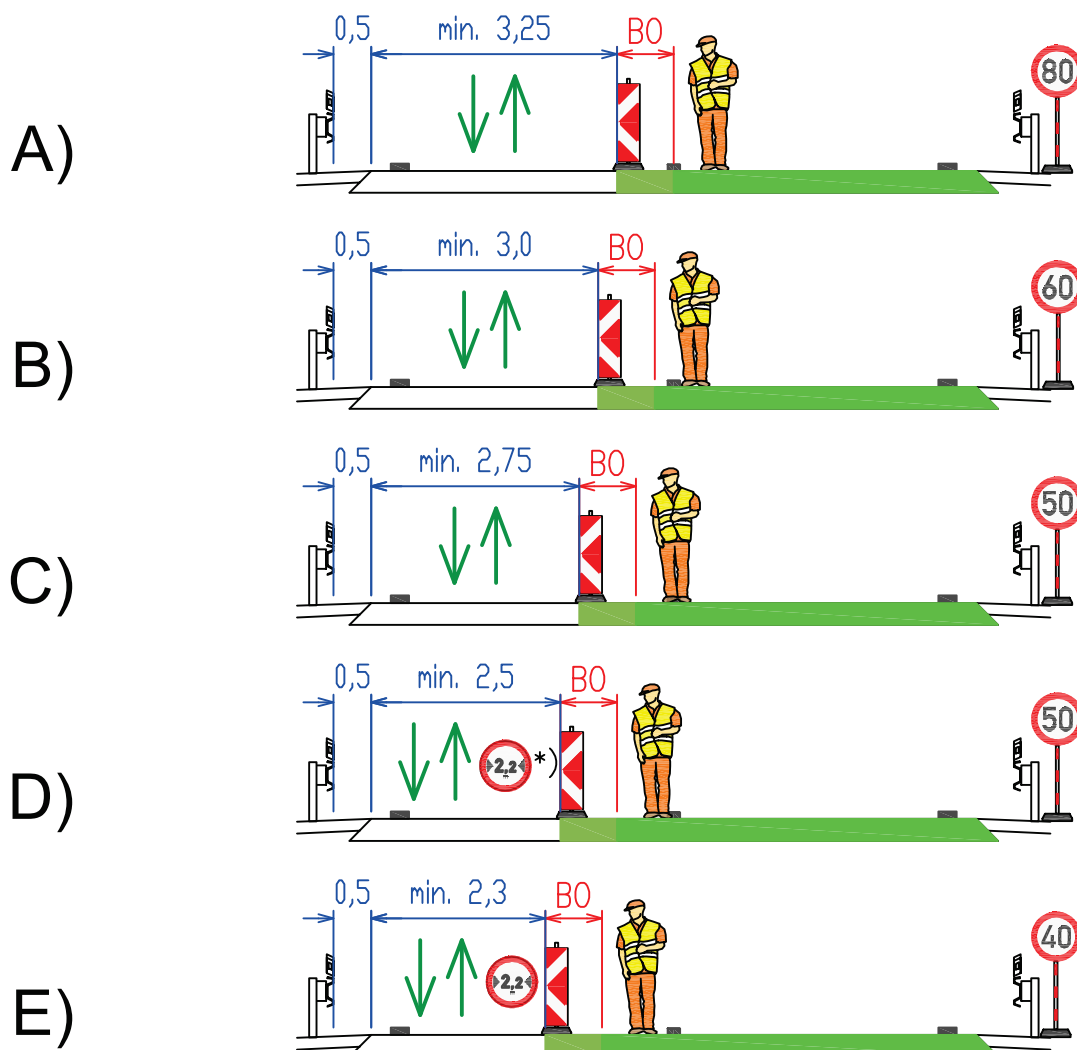 0,5 min. 3,25 BO
80
A)
0,5 min. 3,0 BO
60
B)
0,5 min. 2,75 BO
50
C)
0,5 min. 2,5 BO
50
2,2 *)
D)
0,5 min. 2,3 BO
40
2,2
E)